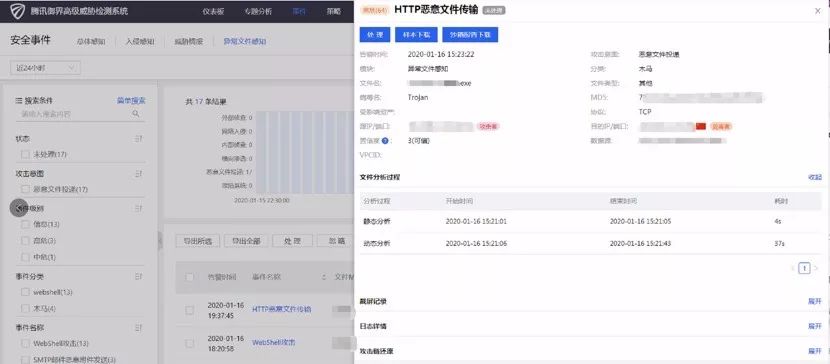 腾讯御界高级威胁检测系统
仪表板
专题分析
事件
策略
安全事件
总体感知
入侵感知
威胁情报
异常文件感知
近24小时
搜索条件
简单搜索
请输入搜索内容
状态
未处理(17)
攻击意图
恶意文件投递(17)
事件级别
信息(13)
高危(3)
中危(1)
事件分类
webshell(13)
木马(4)
事件名称
WebShell攻击(13)
SMTP邮件恶意附件发送(3)
共 17 条结果
外部侦查: 0
网络入侵: 0
内部侦查: 0
横向渗透: 0
恶意文件投递: 1/
攻陷系统: 0
2020-01-15 22:30:00
导出所选
导出全部
处 理
忽 略
告警时间
事件名称
文件M
2020-01-16
19:37:45
HTTP恶意文件传输
2020-01-16
18:20:58
WebShell攻击
高危(64)
HTTP恶意文件传输
未处理
处 理
样本下载
沙箱报告下载
告警时间:
2020-01-16 15:23:22
攻击意图:
恶意文件投递
模块:
异常文件感知
分类:
木马
文件名:
.exe
文件类型:
其他
病毒名:
Trojan
MD5:
7
受影响资产:
协议:
TCP
源IP/端口:
攻击者
目的IP/端口:
受害者
置信度
3(可信)
数据源:
VPCID:
文件分析过程
收起
分析过程
开始时间
结束时间
耗时
静态分析
2020-01-16 15:21:01
2020-01-16 15:21:05
4s
动态分析
2020-01-16 15:21:06
2020-01-16 15:21:43
37s
1
截屏记录
展开
日志详情
展开
攻击链还原
展开